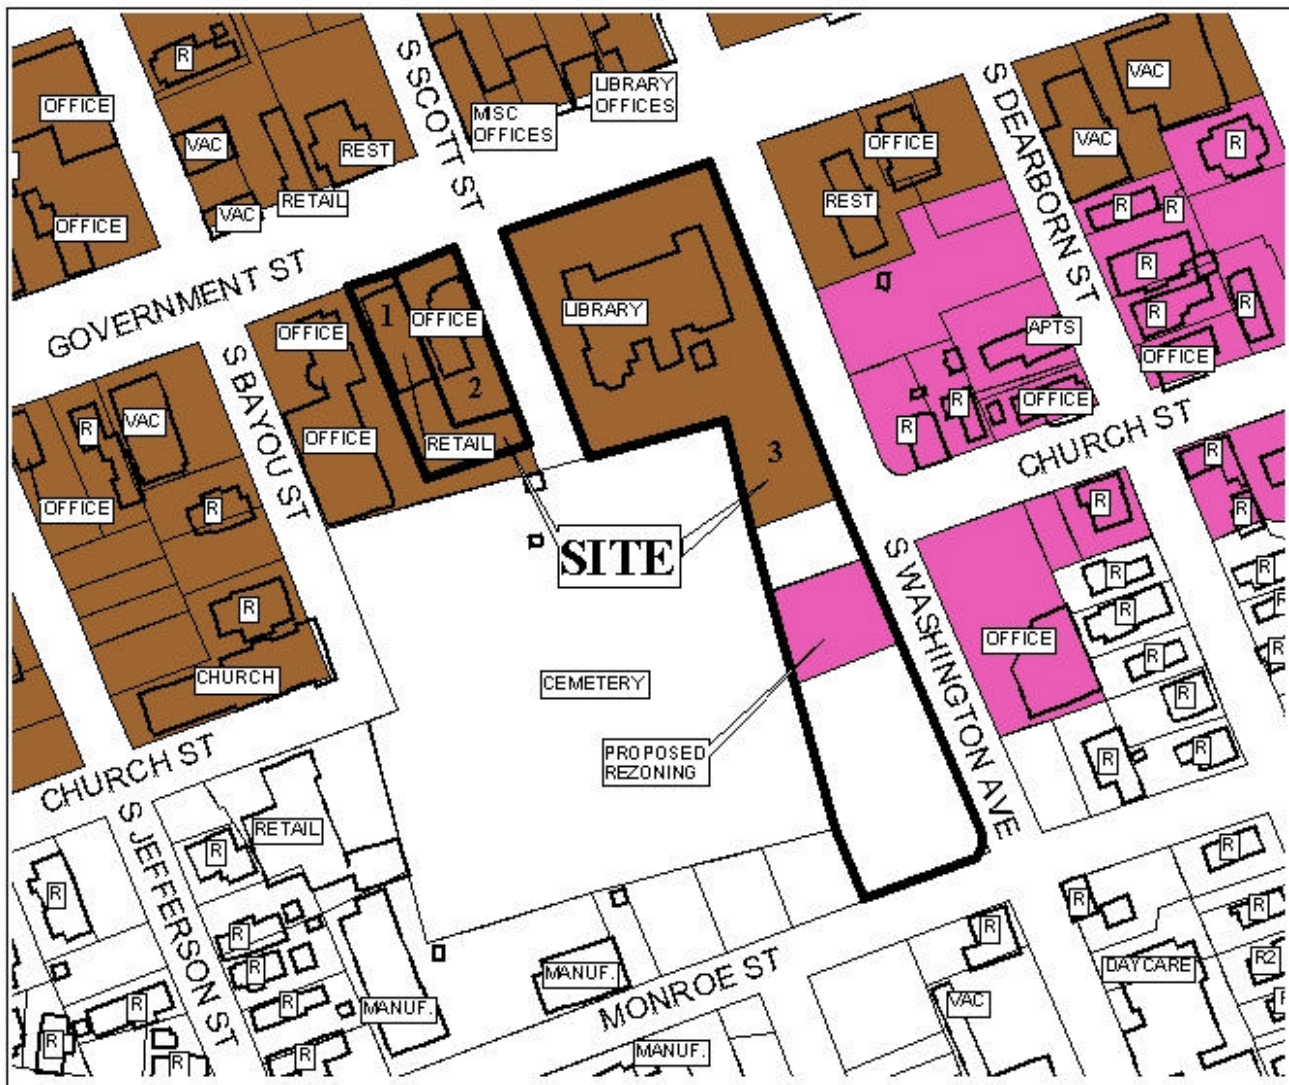 R
OFFICE
VAC
REST
OFFICE
VAC
RETAIL
S SCOTT ST
MISC
OFFICES
LIBRARY
OFFICES
OFFICE
REST
S DEARBORN ST
VAC
VAC
R
R
R
R
R
R
OFFICE
GOVERNMENT ST
OFFICE
1
OFFICE
2
RETAIL
OFFICE
LIBRARY
3
APTS
OFFICE
R
R
CHURCH ST
S BAYOU ST
R
VAC
OFFICE
R
R
CHURCH
SITE
CEMETERY
PROPOSED
REZONING
S WASHINGTON AVE
OFFICE
R
R
R
R
R
R
R
R
R
R
R
R
R
R
CHURCH ST
S JEFFERSON ST
RETAIL
R
R
R
R
R
R
R
R
R
MANUF.
MANUF.
MONROE ST
MANUF.
R
VAC
R
DAYCARE
R
R
R2
R